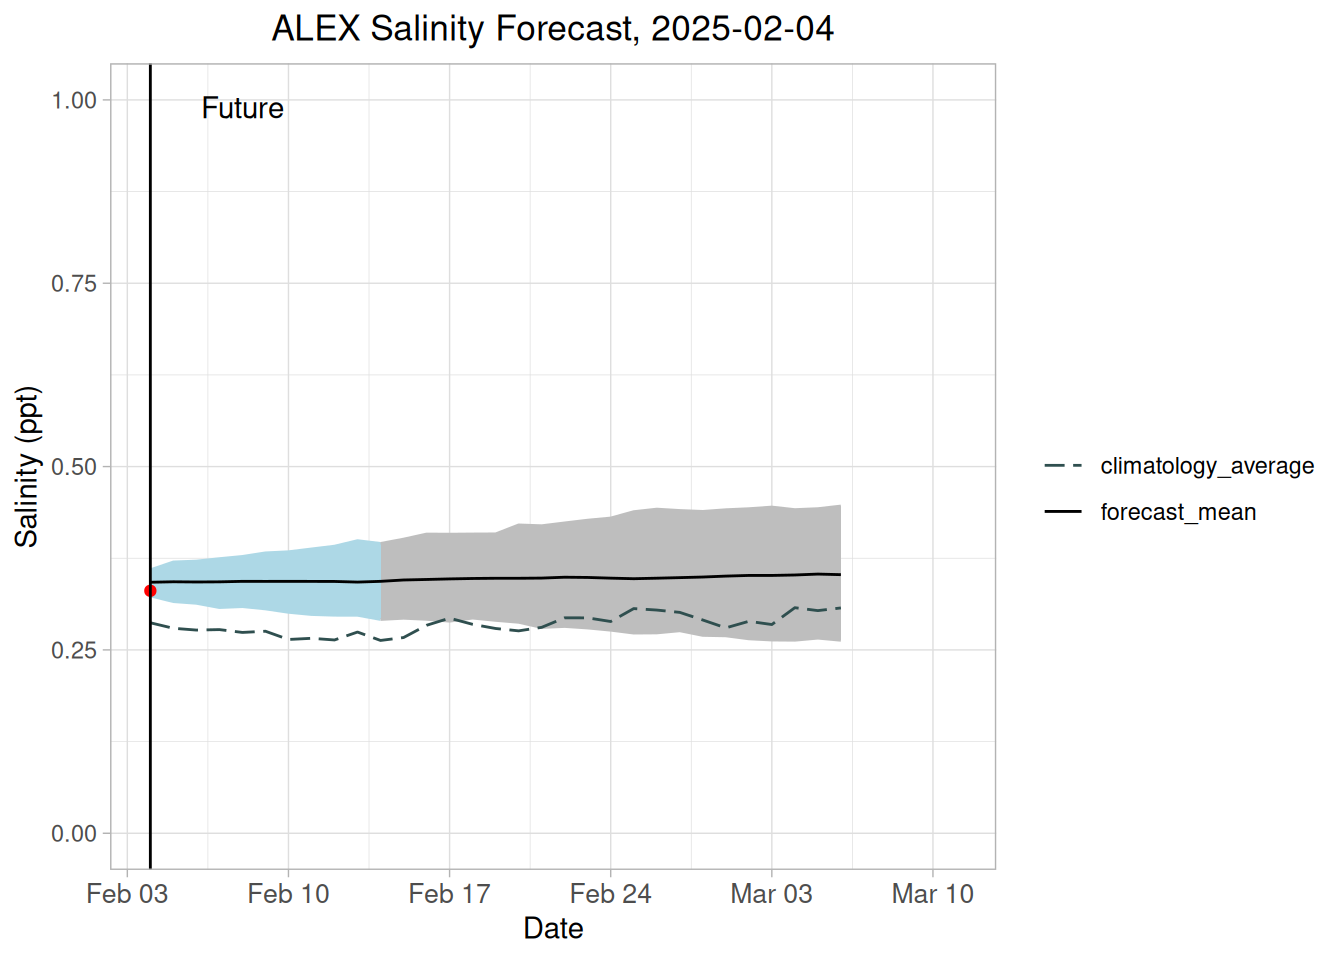 ALEX Salinity Forecast, 2025-02-04
Future
1.00
0.75
0.50
0.25
0.00
Salinity (ppt)
Feb 03
Feb 10
Feb 17
Feb 24
Mar 03
Mar 10
Date
climatology_average
forecast_mean